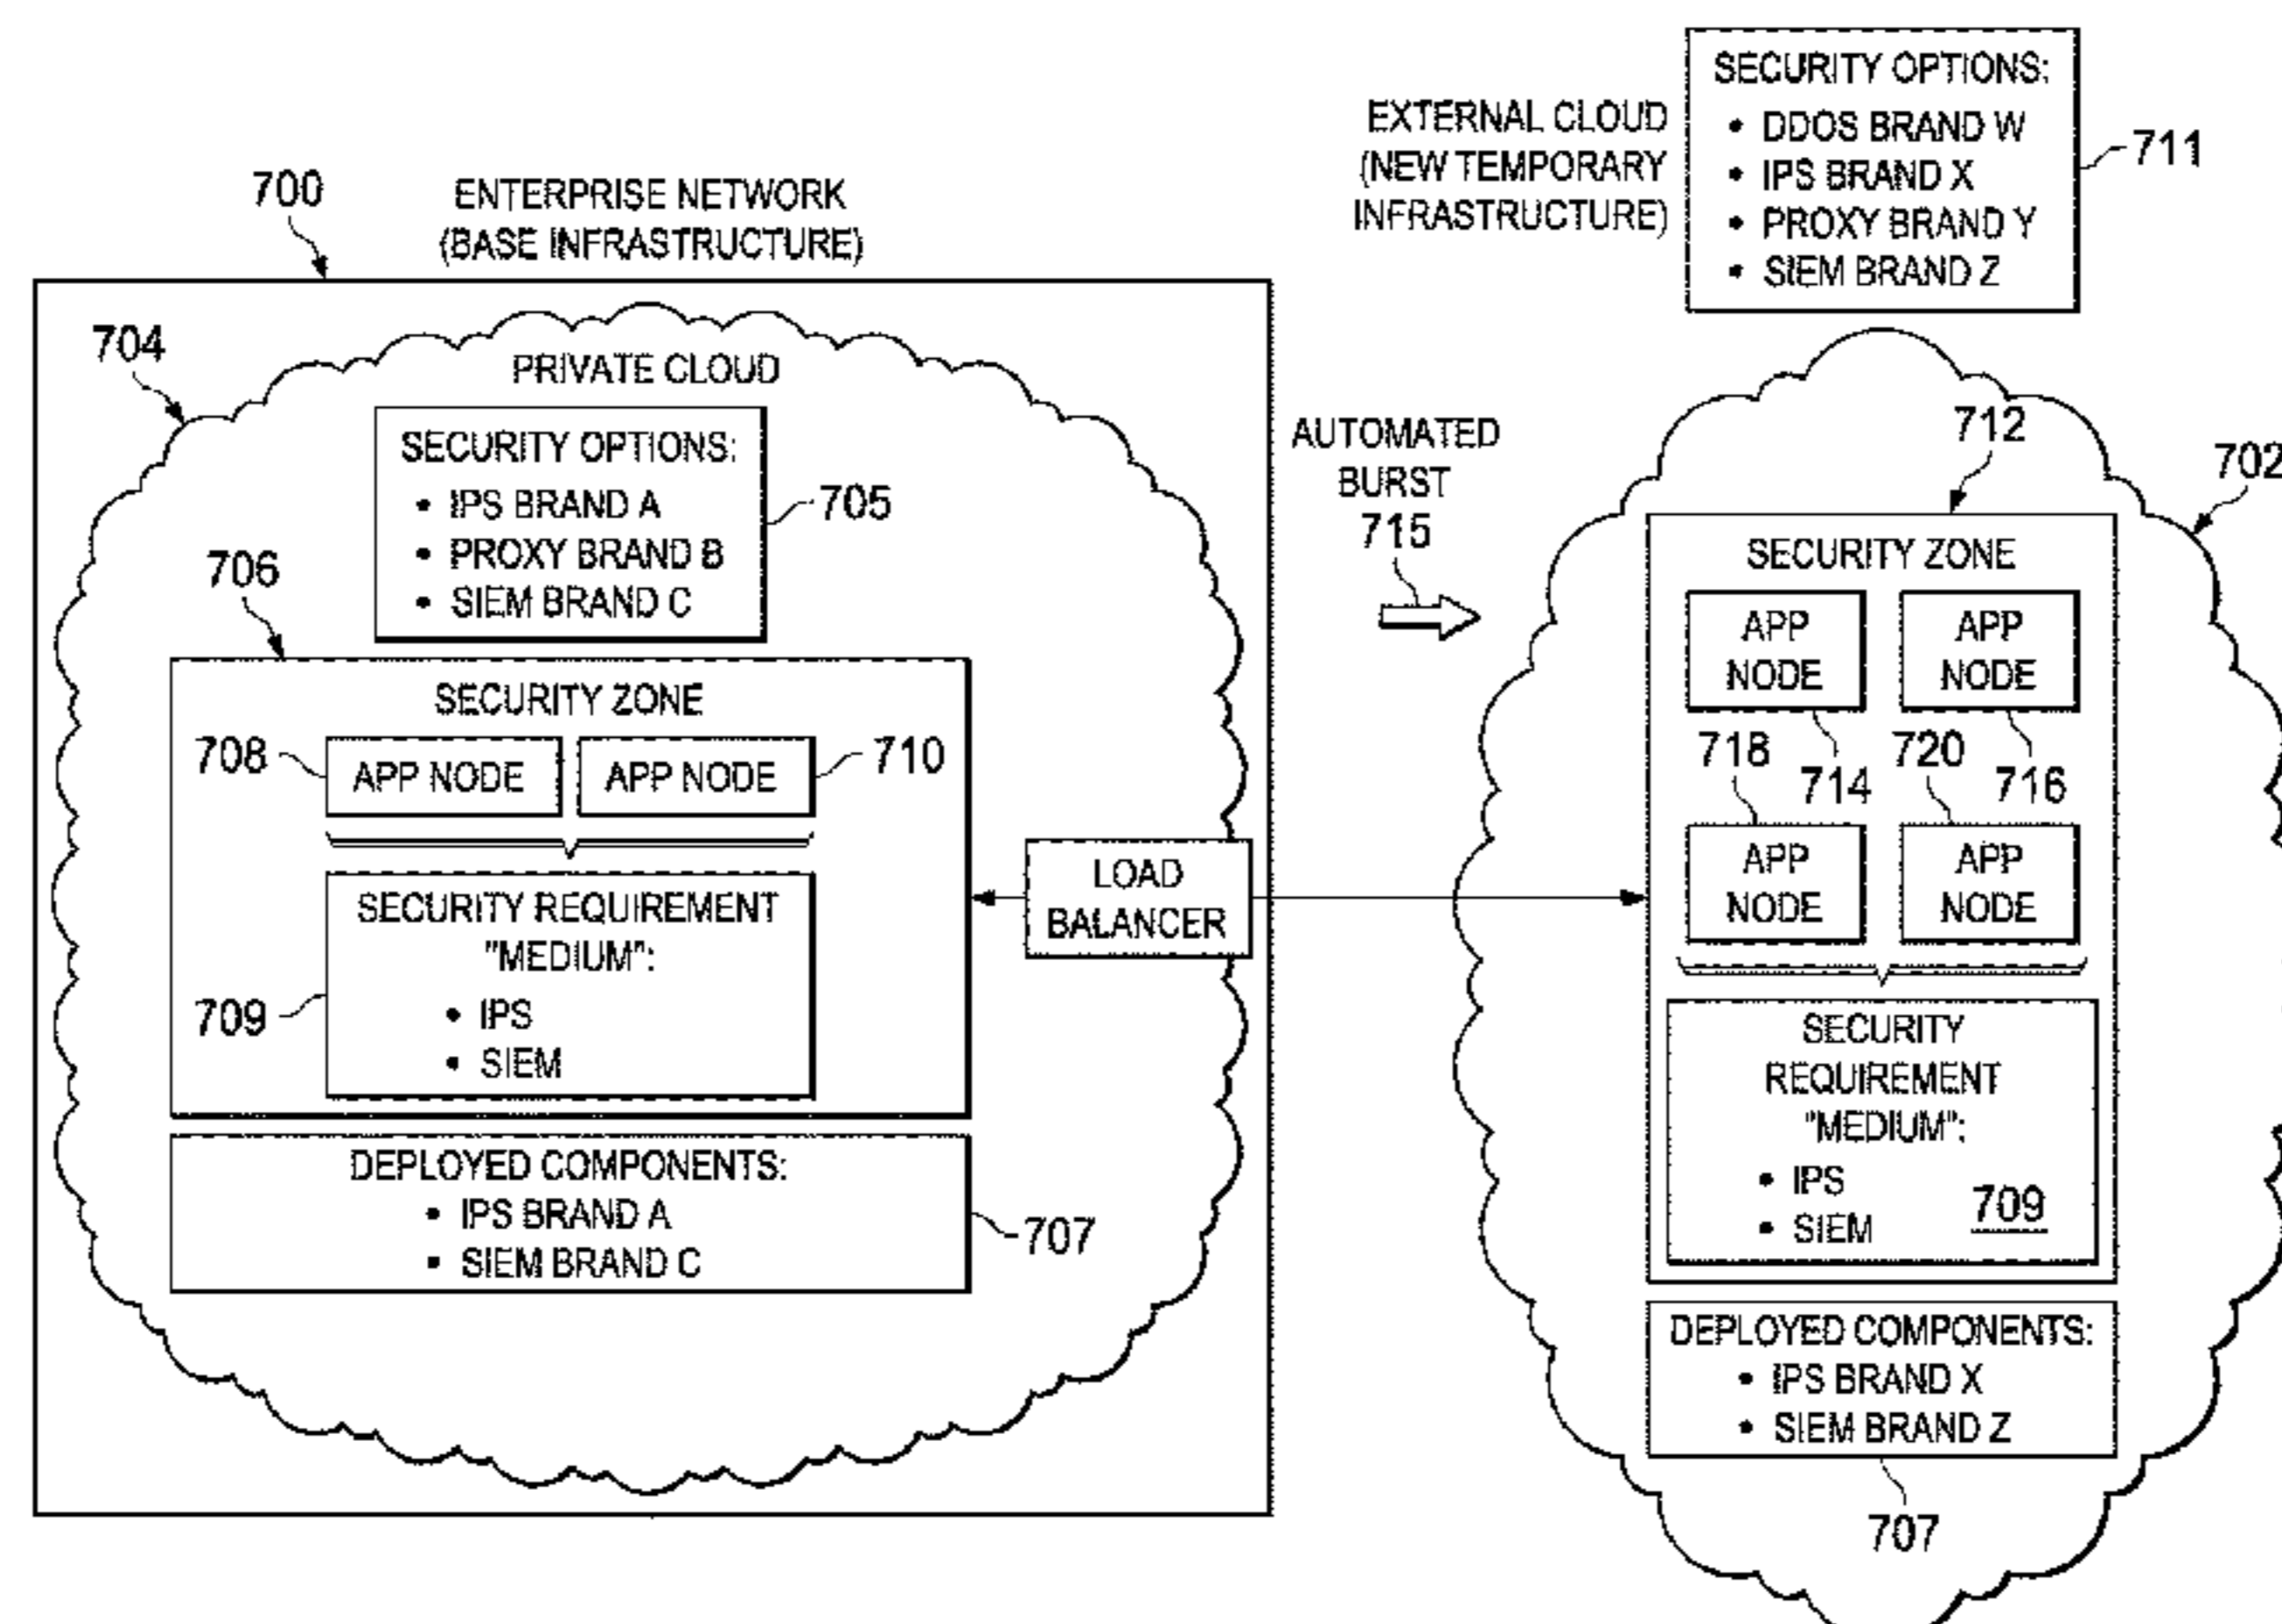 700
ENTERPRISE NETWORK
(BASE INFRASTRUCTURE)
704
PRIVATE CLOUD
SECURITY OPTIONS:
• IPS BRAND A
• PROXY BRAND B
• SIEM BRAND C
705
706
SECURITY ZONE
708
APP NODE
APP NODE
710
SECURITY REQUIREMENT
"MEDIUM":
• IPS
• SIEM
709
DEPLOYED COMPONENTS:
• IPS BRAND A
• SIEM BRAND C
707
LOAD
BALANCER
AUTOMATED
BURST
715
EXTERNAL CLOUD
(NEW TEMPORARY
INFRASTRUCTURE)
SECURITY OPTIONS:
• DDOS BRAND W
• IPS BRAND X
• PROXY BRAND Y
• SIEM BRAND Z
711
712
702
SECURITY ZONE
APP
NODE
APP
NODE
718
714
720
716
APP
NODE
APP
NODE
SECURITY
REQUIREMENT
"MEDIUM":
• IPS
• SIEM
709
DEPLOYED COMPONENTS:
• IPS BRAND X
• SIEM BRAND Z
707